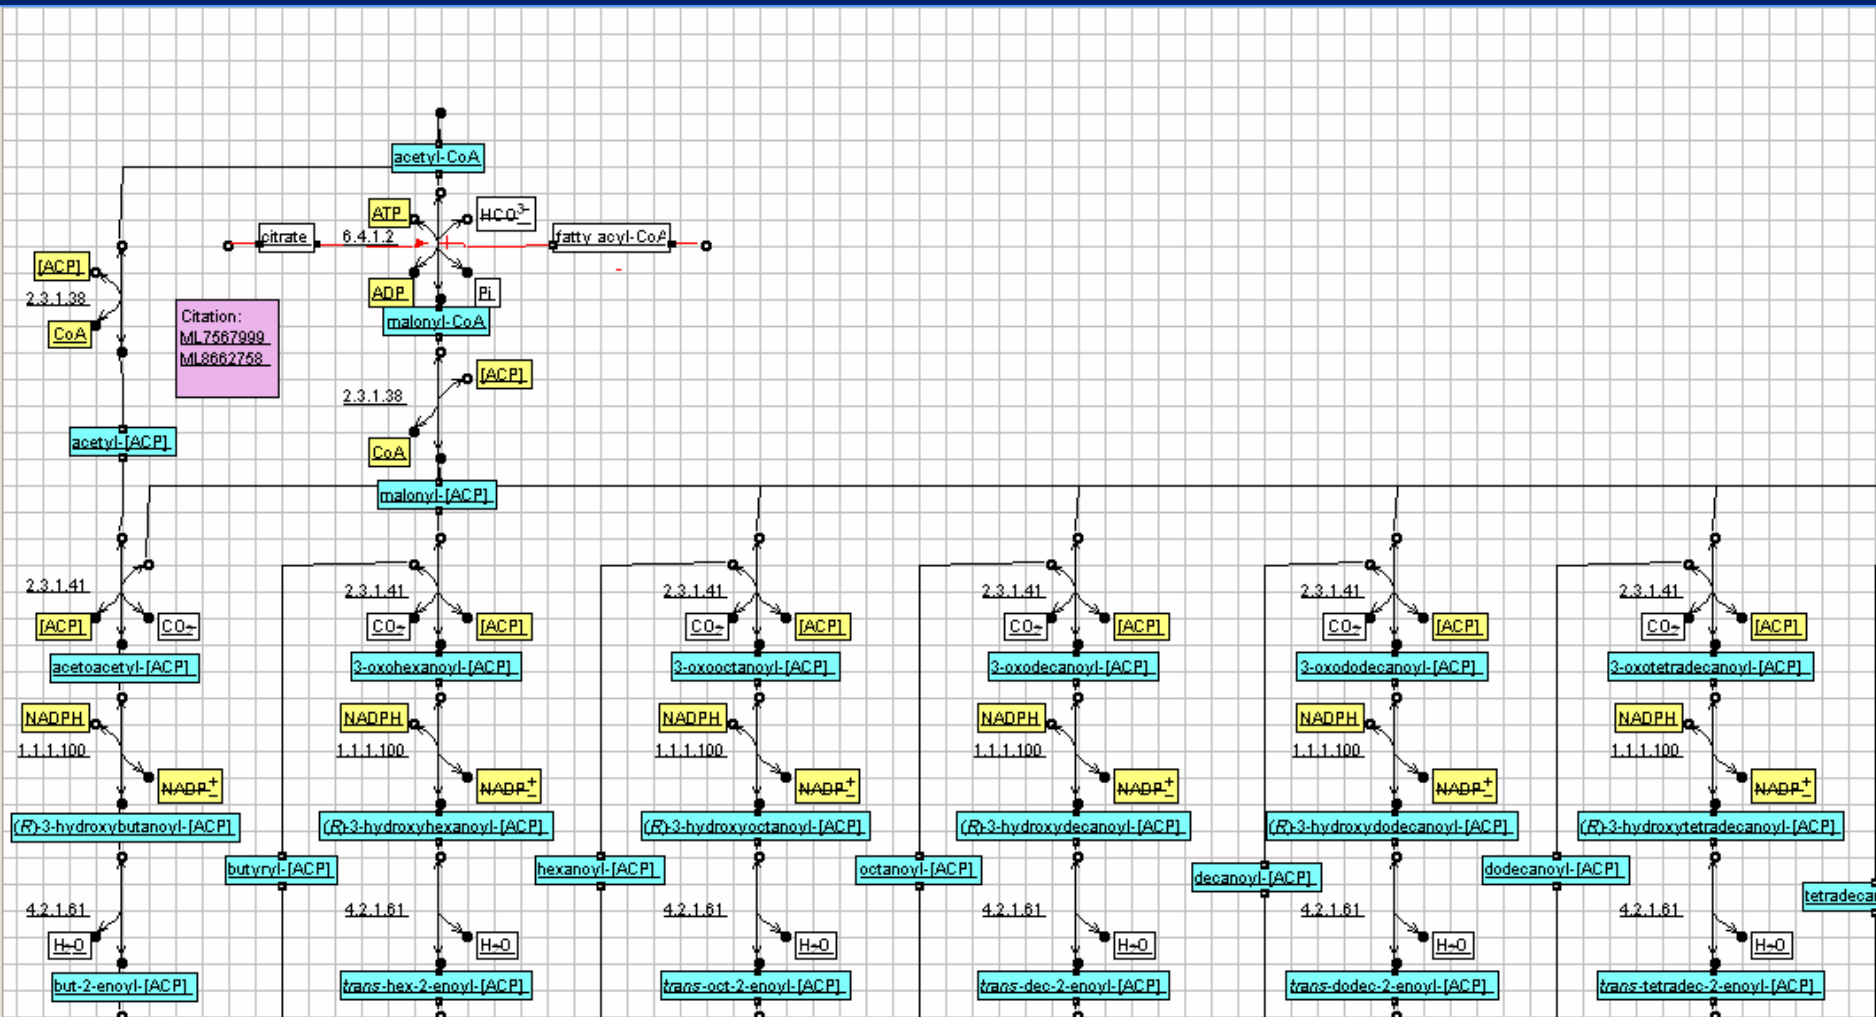 acetyl-CoA
ATP
HCO3-
citrate
6.4.1.2
fatty acyl-CoA
[ACP]
2.3.1.38
CoA
ADP
Pi
malonyl-CoA
Citation:
ML7567999
ML8662758
[ACP]
2.3.1.38
CoA
acetyl-[ACP]
malonyl-[ACP]
2.3.1.41
2.3.1.41
2.3.1.41
2.3.1.41
2.3.1.41
2.3.1.41
[ACP]
CO2
CO2
[ACP]
CO2
[ACP]
CO2
[ACP]
CO2
[ACP]
CO2
[ACP]
acetoacetyl-[ACP]
3-oxohexanoyl-[ACP]
3-oxooctanoyl-[ACP]
3-oxodecanoyl-[ACP]
3-oxododecanoyl-[ACP]
3-oxotetradecanoyl-[ACP]
NADPH
NADPH
NADPH
NADPH
NADPH
NADPH
1.1.1.100
1.1.1.100
1.1.1.100
1.1.1.100
1.1.1.100
1.1.1.100
NADP+
NADP+
NADP+
NADP+
NADP+
NADP+
(R)-3-hydroxybutanoyl-[ACP]
(R)-3-hydroxyhexanoyl-[ACP]
(R)-3-hydroxyoctanoyl-[ACP]
(R)-3-hydroxydecanoyl-[ACP]
(R)-3-hydroxydodecanoyl-[ACP]
(R)-3-hydroxytetradecanoyl-[ACP]
butyryl-[ACP]
hexanoyl-[ACP]
octanoyl-[ACP]
decanoyl-[ACP]
dodecanoyl-[ACP]
4.2.1.61
4.2.1.61
4.2.1.61
4.2.1.61
4.2.1.61
4.2.1.61
H2O
H2O
H2O
H2O
H2O
H2O
but-2-enoyl-[ACP]
trans-hex-2-enoyl-[ACP]
trans-oct-2-enoyl-[ACP]
trans-dec-2-enoyl-[ACP]
trans-dodec-2-enoyl-[ACP]
trans-tetradec-2-enoyl-[ACP]